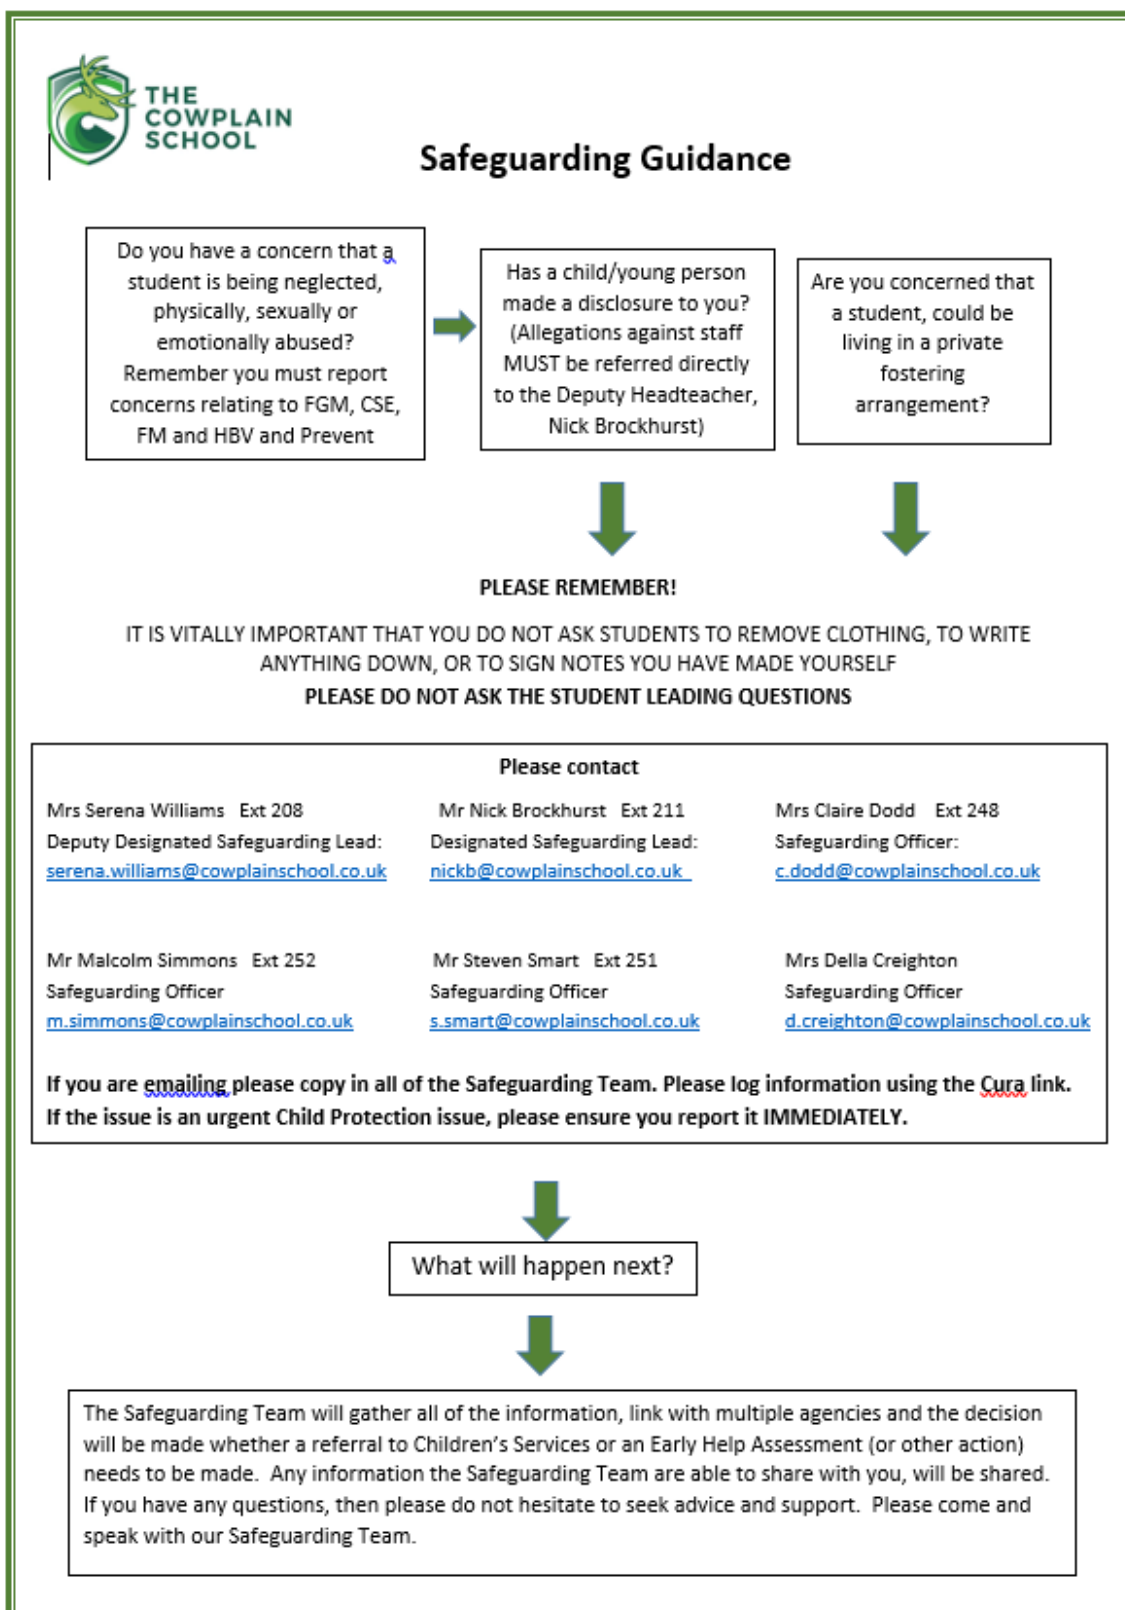 THE
COWPLAIN
SCHOOL
Safeguarding Guidance
Do you have a concern that a
student is being neglected,
physically, sexually or
emotionally abused?
Remember you must report
concerns relating to FGM, CSE,
FM and HBV and Prevent
Has a child/young person
made a disclosure to you?
(Allegations against staff
MUST be referred directly
to the Deputy Headteacher,
Nick Brockhurst)
Are you concerned that
a student, could be
living in a private
fostering
arrangement?
PLEASE REMEMBER!
IT IS VITALLY IMPORTANT THAT YOU DO NOT ASK STUDENTS TO REMOVE CLOTHING, TO WRITE
ANYTHING DOWN, OR TO SIGN NOTES YOU HAVE MADE YOURSELF
PLEASE DO NOT ASK THE STUDENT LEADING QUESTIONS
Please contact
Mrs Serena Williams Ext 208
Deputy Designated Safeguarding Lead:
serena.williams@cowplainschool.co.uk
Mr Nick Brockhurst Ext 211
Designated Safeguarding Lead:
nickb@cowplainschool.co.uk
Mrs Claire Dodd Ext 248
Safeguarding Officer:
c.dodd@cowplainschool.co.uk
Mr Malcolm Simmons Ext 252
Safeguarding Officer
m.simmons@cowplainschool.co.uk
Mr Steven Smart Ext 251
Safeguarding Officer
s.smart@cowplainschool.co.uk
Mrs Della Creighton
Safeguarding Officer
d.creighton@cowplainschool.co.uk
If you are emailing please copy in all of the Safeguarding Team. Please log information using the Cura link.
If the issue is an urgent Child Protection issue, please ensure you report it IMMEDIATELY.
What will happen next?
The Safeguarding Team will gather all of the information, link with multiple agencies and the decision
will be made whether a referral to Children's Services or an Early Help Assessment (or other action)
needs to be made. Any information the Safeguarding Team are able to share with you, will be shared.
If you have any questions, then please do not hesitate to seek advice and support. Please come and
speak with our Safeguarding Team.